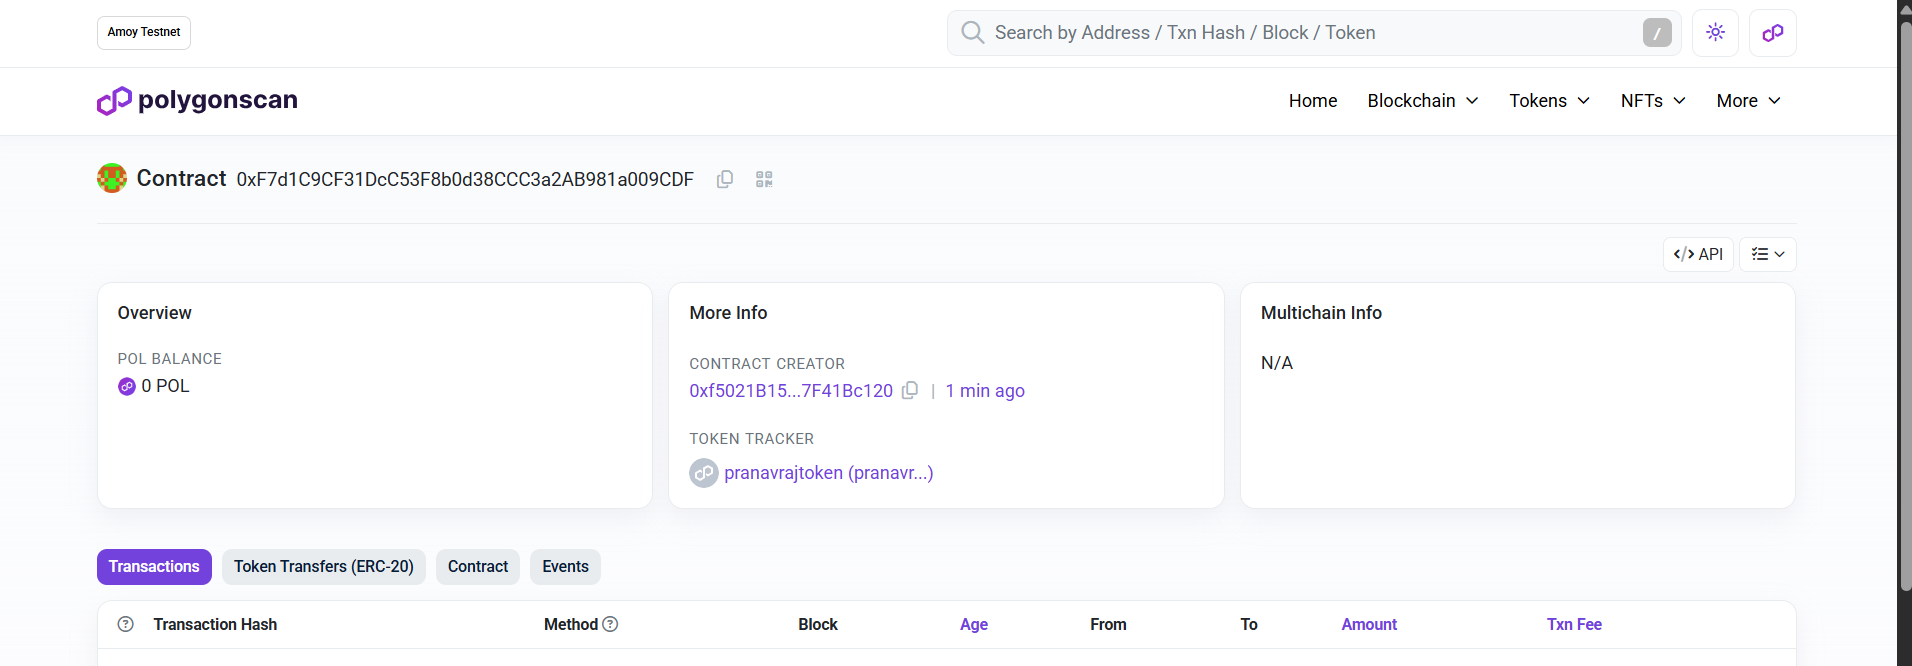 Amoy Testnet
Search by Address / Txn Hash / Block / Token
/
polygonscan
Home Blockchain Tokens NFTs More
Contract 0xF7d1C9CF31DcC53F8b0d38CCC3a2AB981a009CDF
</> API
Overview
POL BALANCE
0 POL
More Info
CONTRACT CREATOR
0xf5021B15...7F41Bc120 | 1 min ago
TOKEN TRACKER
pranavrajtoken (pranavr...)
Multichain Info
N/A
Transactions Token Transfers (ERC-20) Contract Events
? Transaction Hash Method ? Block Age From To Amount Txn Fee